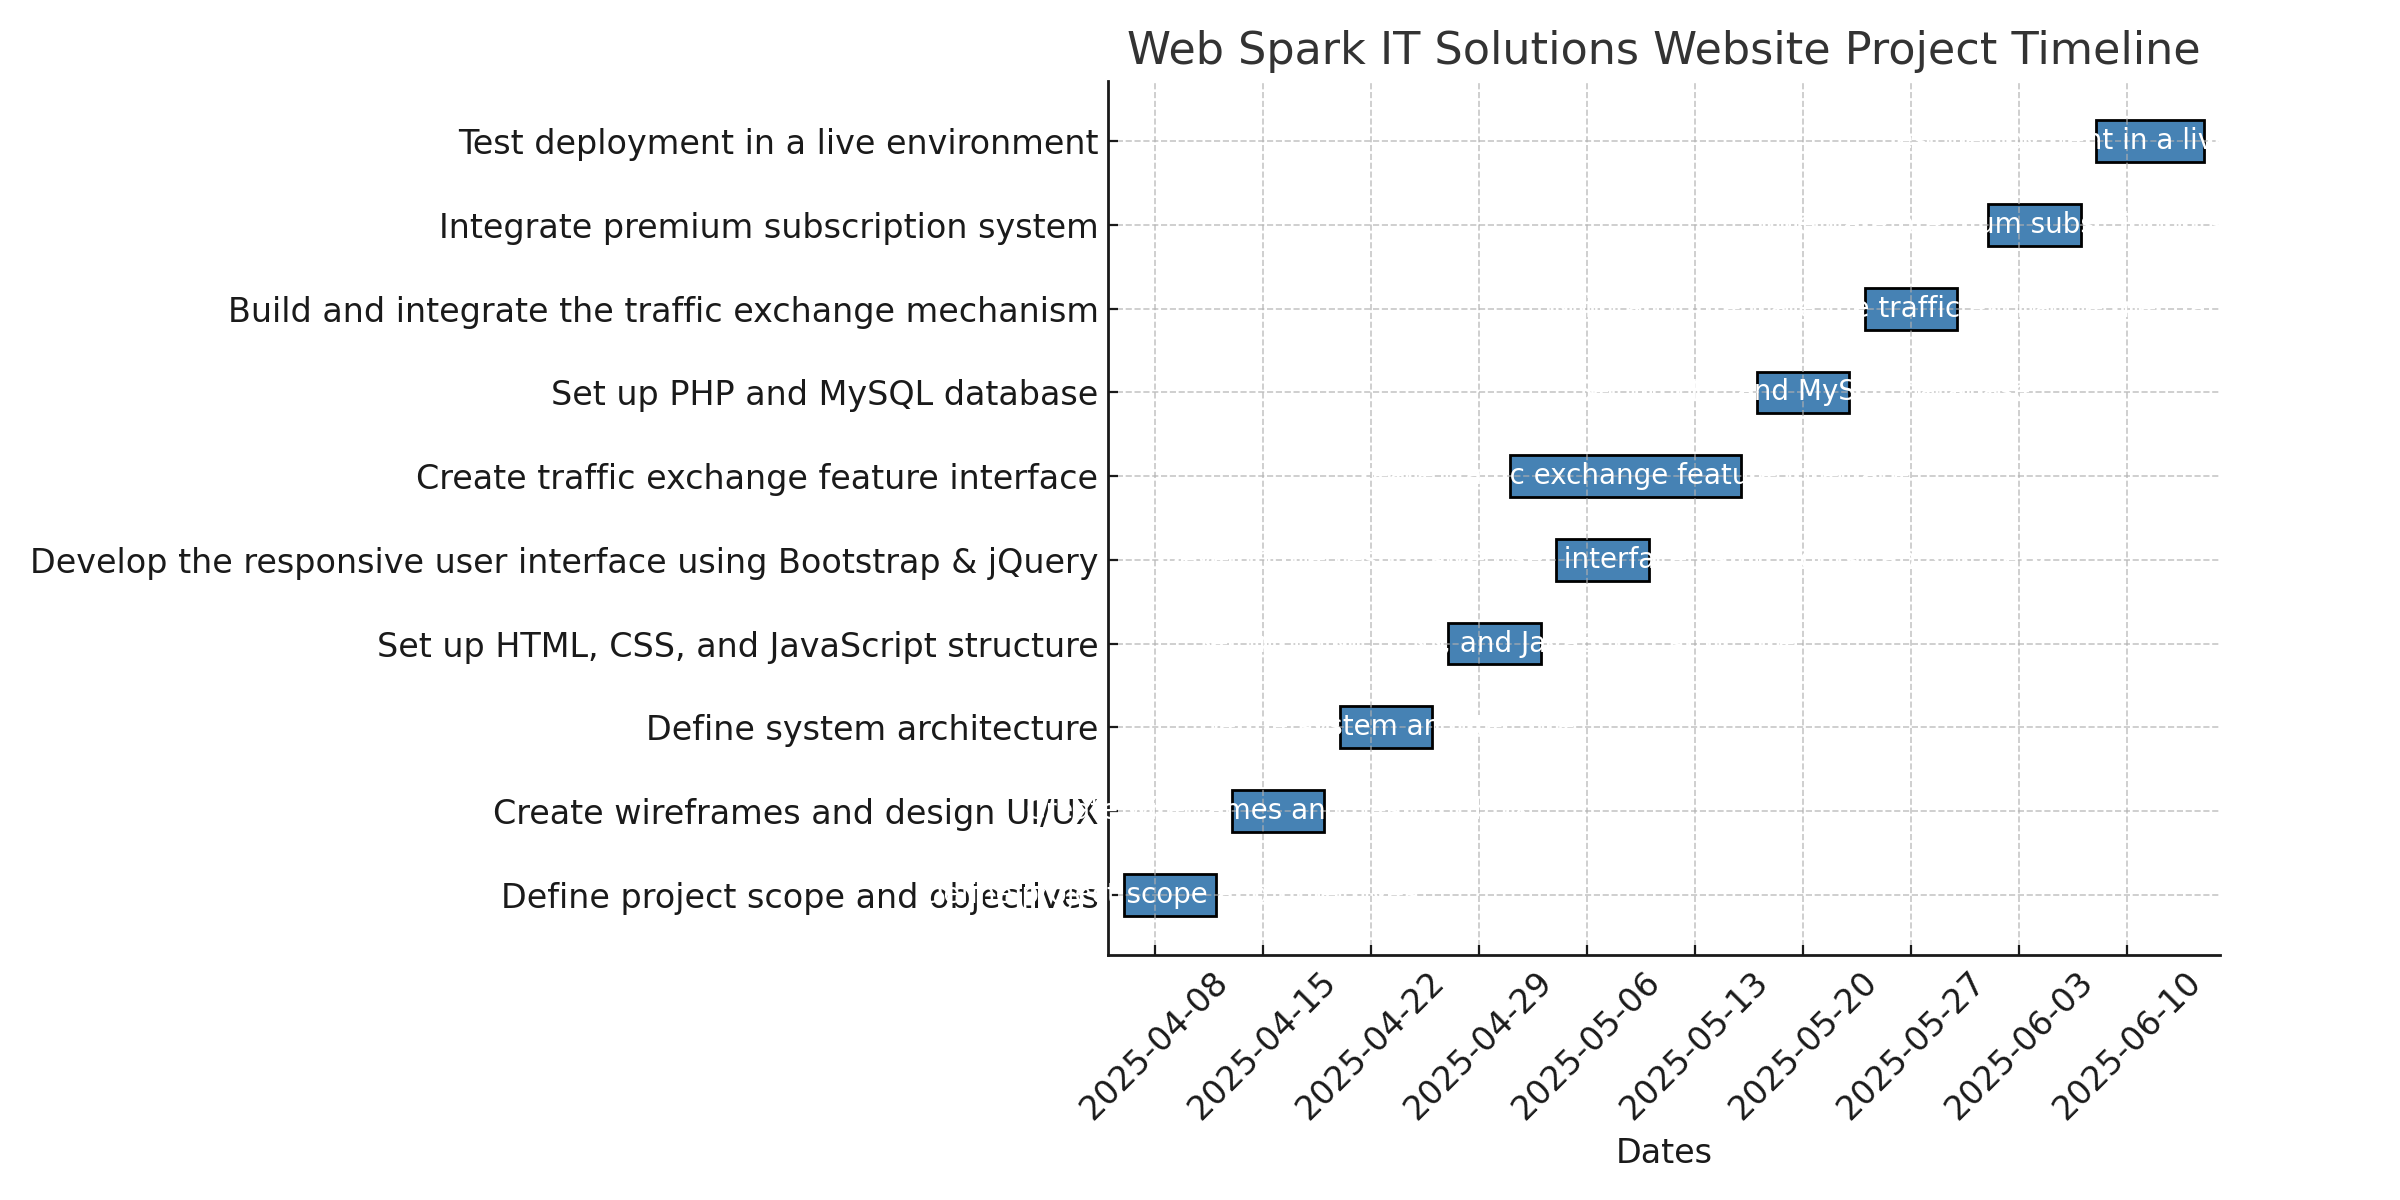 Web Spark IT Solutions Website Project Timeline
Test deployment in a live environment
nt in a liv
Integrate premium subscription system
um subs
Build and integrate the traffic exchange mechanism
e traffic
Set up PHP and MySQL database
nd MyS
Create traffic exchange feature interface
c exchange featu
Develop the responsive user interface using Bootstrap & jQuery
interfa
Set up HTML, CSS, and JavaScript structure
, and Ja
Define system architecture
stem ar
Create wireframes and design UI/UX
mes an
Define project scope and objectives
scope
2025-04-08
2025-04-15
2025-04-22
2025-04-29
2025-05-06
2025-05-13
2025-05-20
2025-05-27
2025-06-03
2025-06-10
Dates